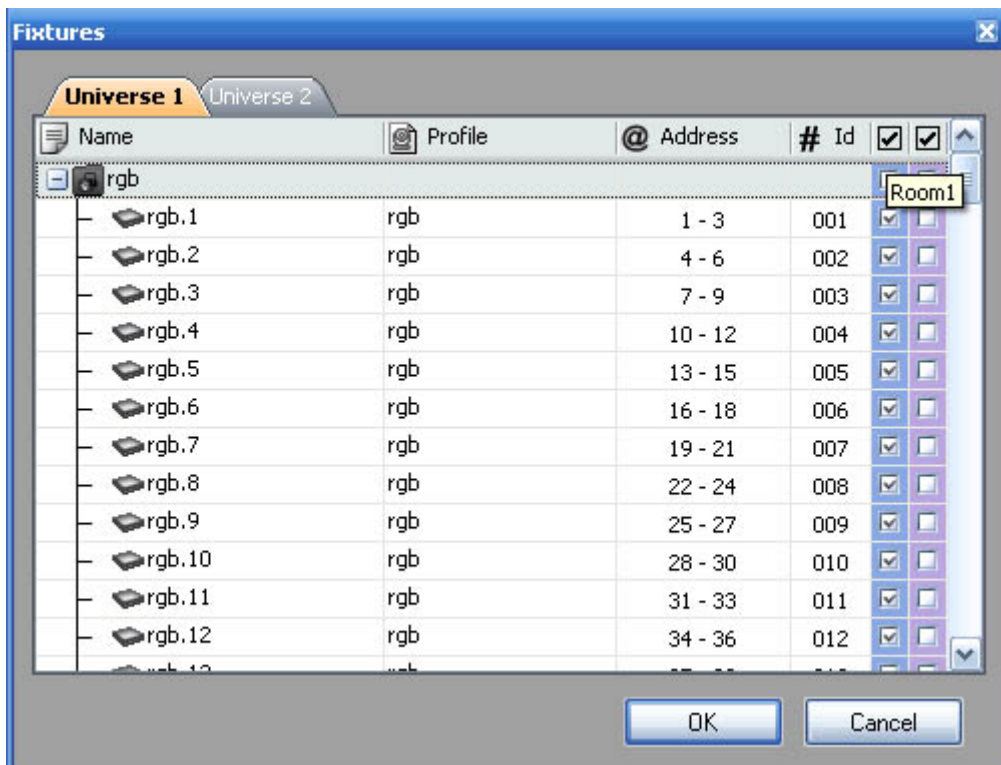 Fixtures
Universe 1 Universe 2
Name Profile @ Address # Id
rgb
Room1
rgb.1 rgb 1 - 3 001
rgb.2 rgb 4 - 6 002
rgb.3 rgb 7 - 9 003
rgb.4 rgb 10 - 12 004
rgb.5 rgb 13 - 15 005
rgb.6 rgb 16 - 18 006
rgb.7 rgb 19 - 21 007
rgb.8 rgb 22 - 24 008
rgb.9 rgb 25 - 27 009
rgb.10 rgb 28 - 30 010
rgb.11 rgb 31 - 33 011
rgb.12 rgb 34 - 36 012
OK Cancel